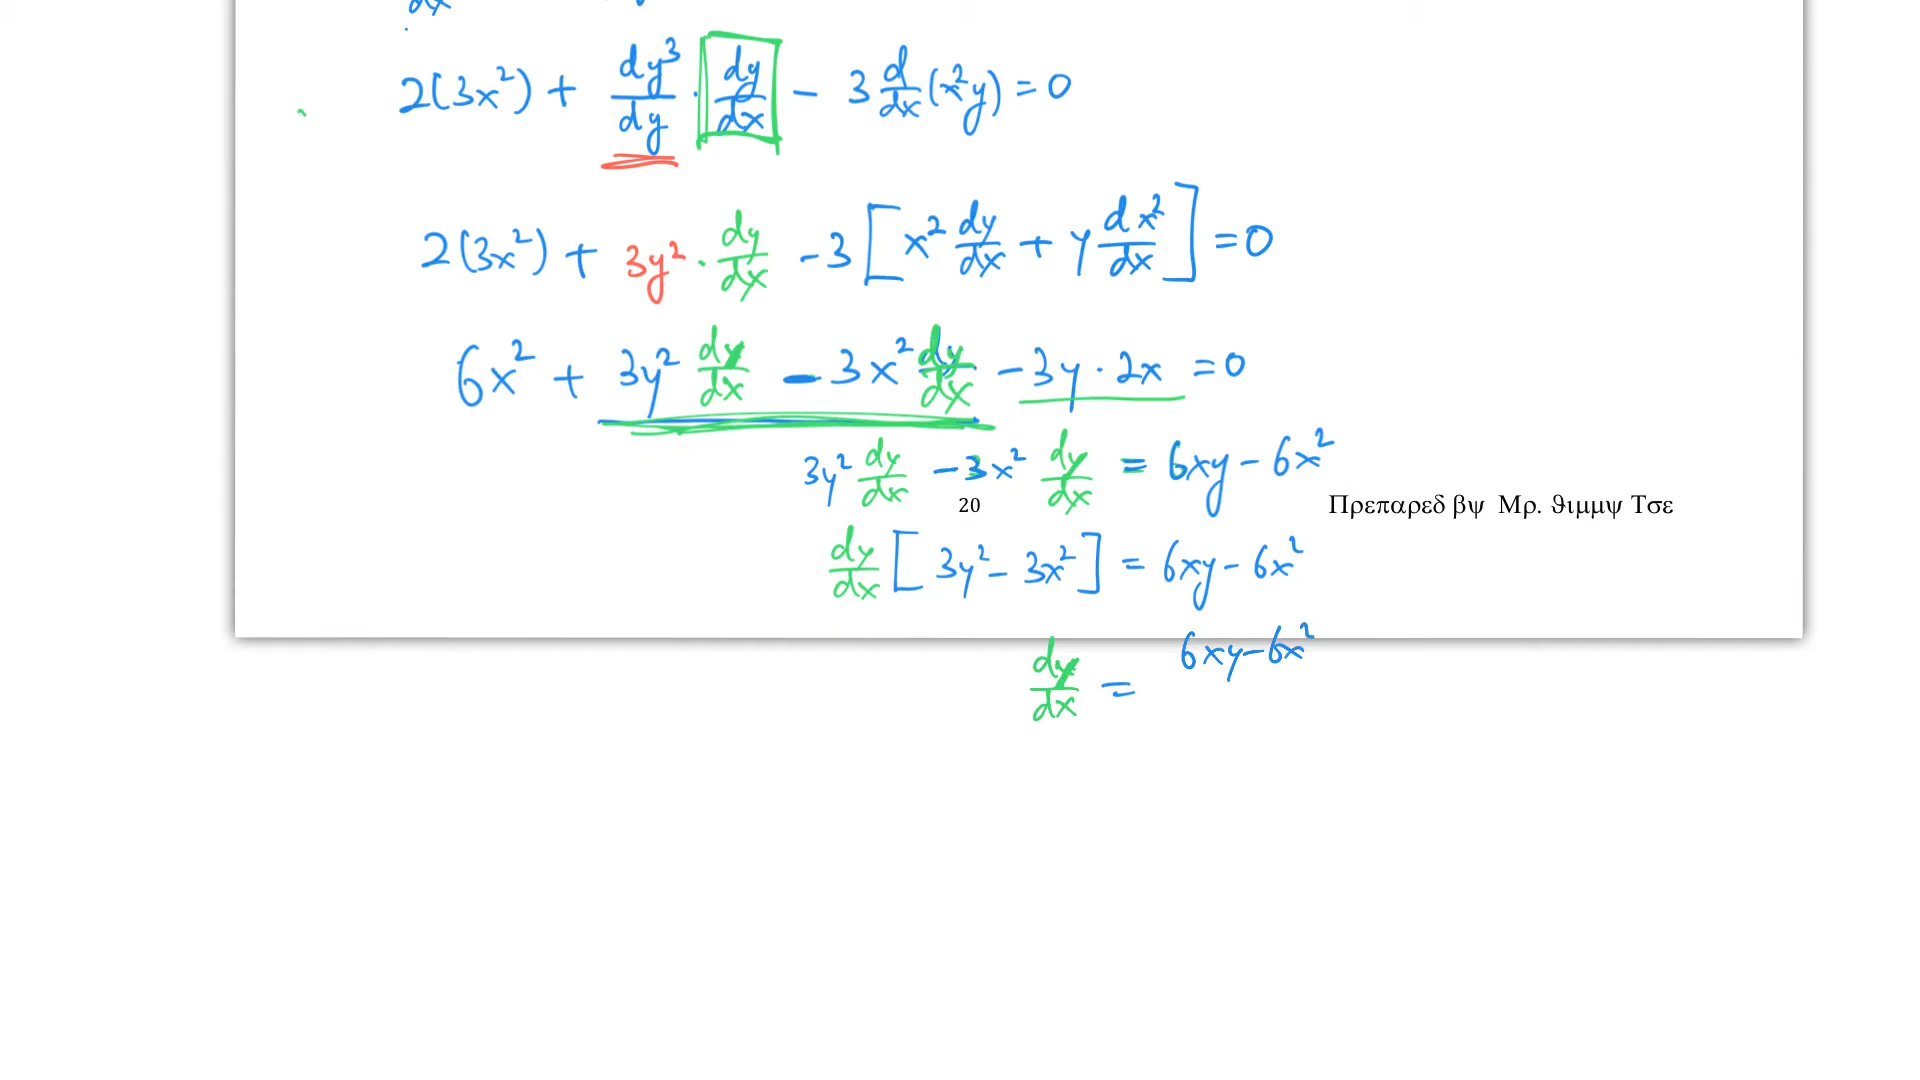 dx
2(3x²) + dy³/dy · dy/dx − 3 d/dx (x²y) = 0
2(3x²) + 3y² · dy/dx − 3 [ x² dy/dx + y dx²/dx ] = 0
6x² + 3y² dy/dx − 3x² dy/dx − 3y · 2x = 0
3y² dy/dx − 3x² dy/dx = 6xy − 6x²
20 Πρεπαρεδ βψ Μρ. ϑιμμψ Τσε
dy/dx [ 3y² − 3x² ] = 6xy − 6x²
dy/dx = 6xy − 6x²